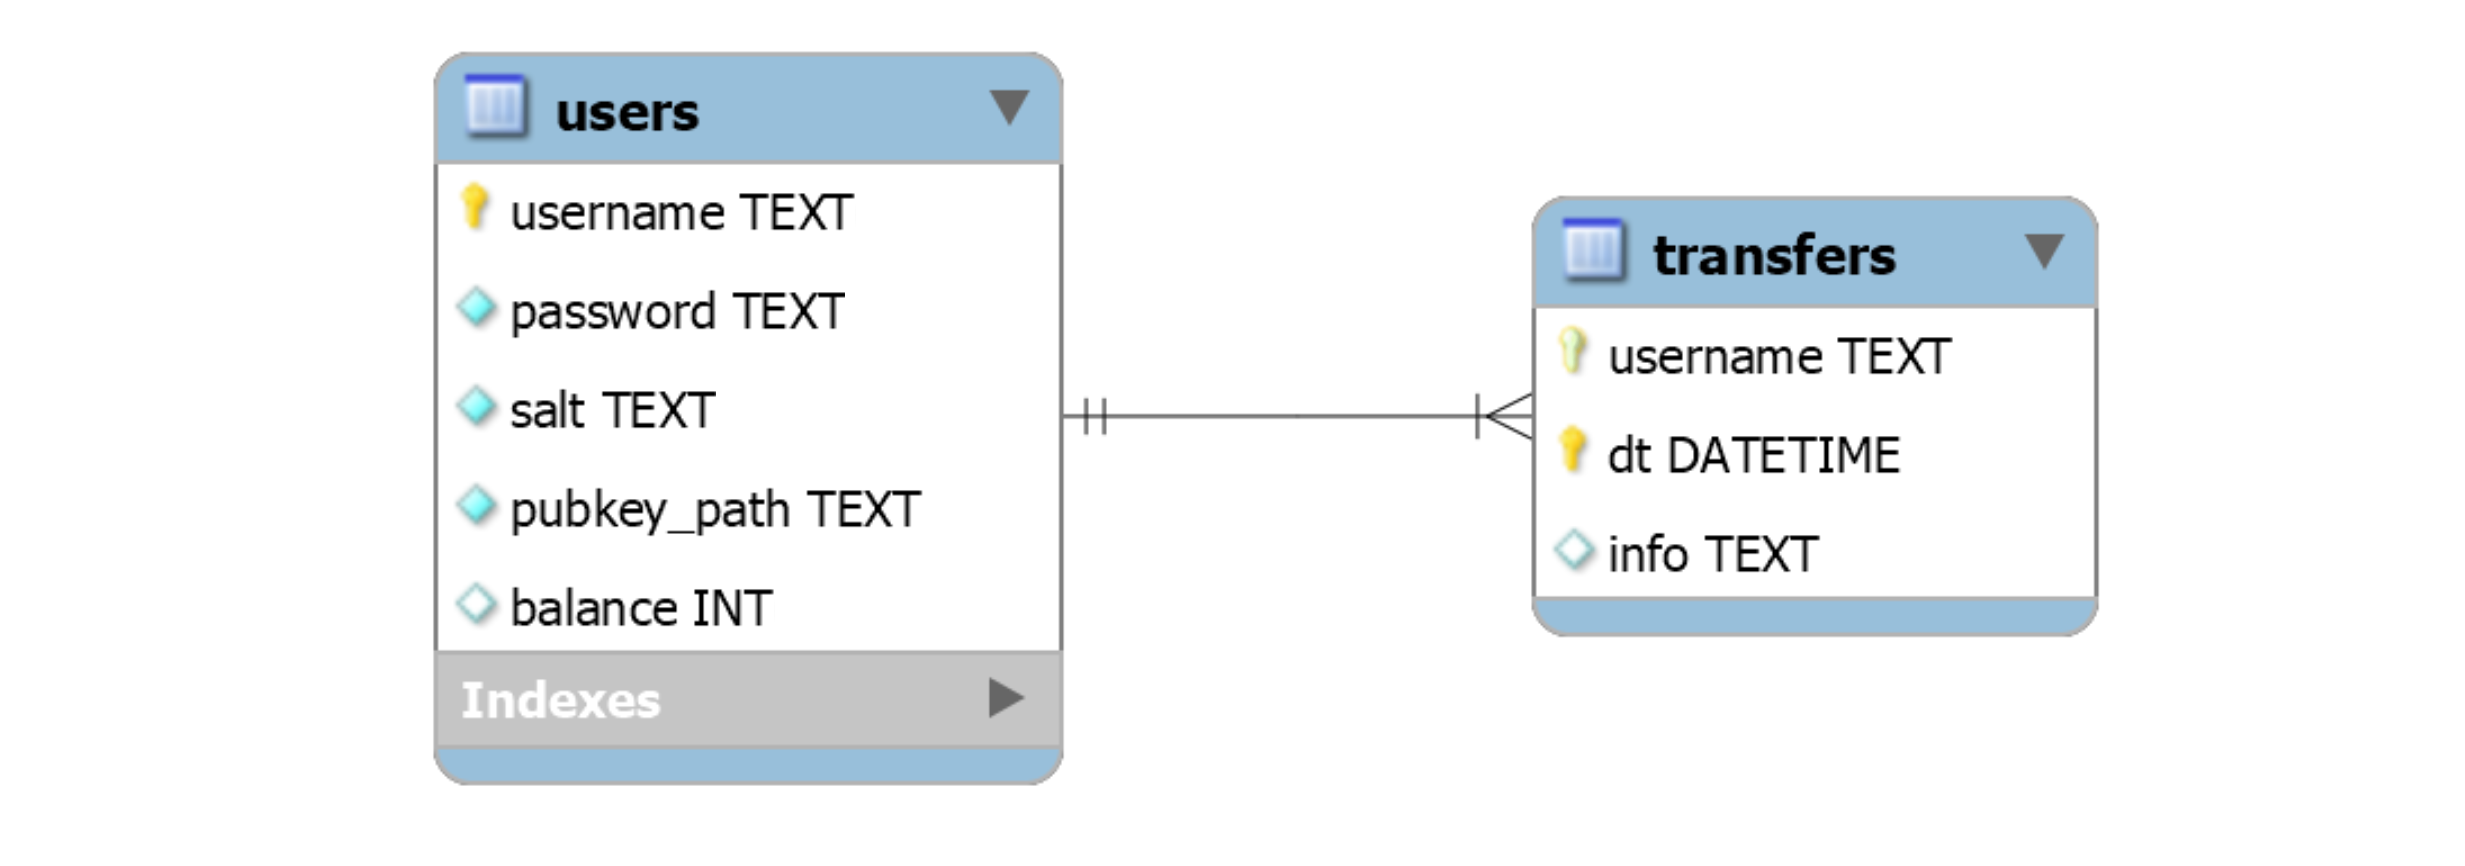 users
username TEXT
password TEXT
salt TEXT
pubkey_path TEXT
balance INT
Indexes
transfers
username TEXT
dt DATETIME
info TEXT